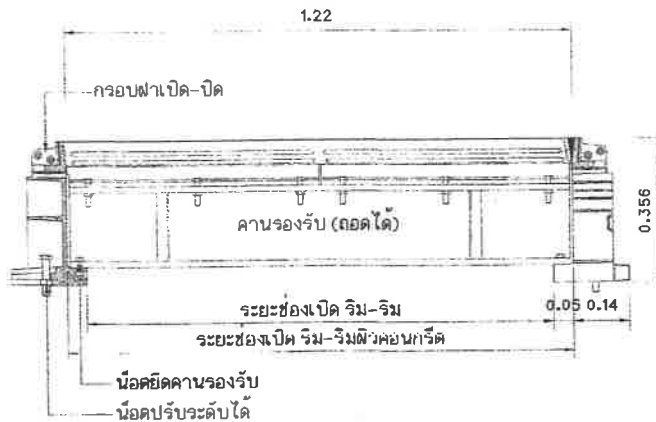 1.22
กรอบฝาเปิด-ปิด
0.356
คานรองรับ (ถอดได้)
ระยะช่องเปิด ริม-ริม
0.05 0.14
ระยะช่องเปิด ริม-ริมผิวคอนกรีต
น๊อตยึดคานรองรับ
น๊อตปรับระดับได้